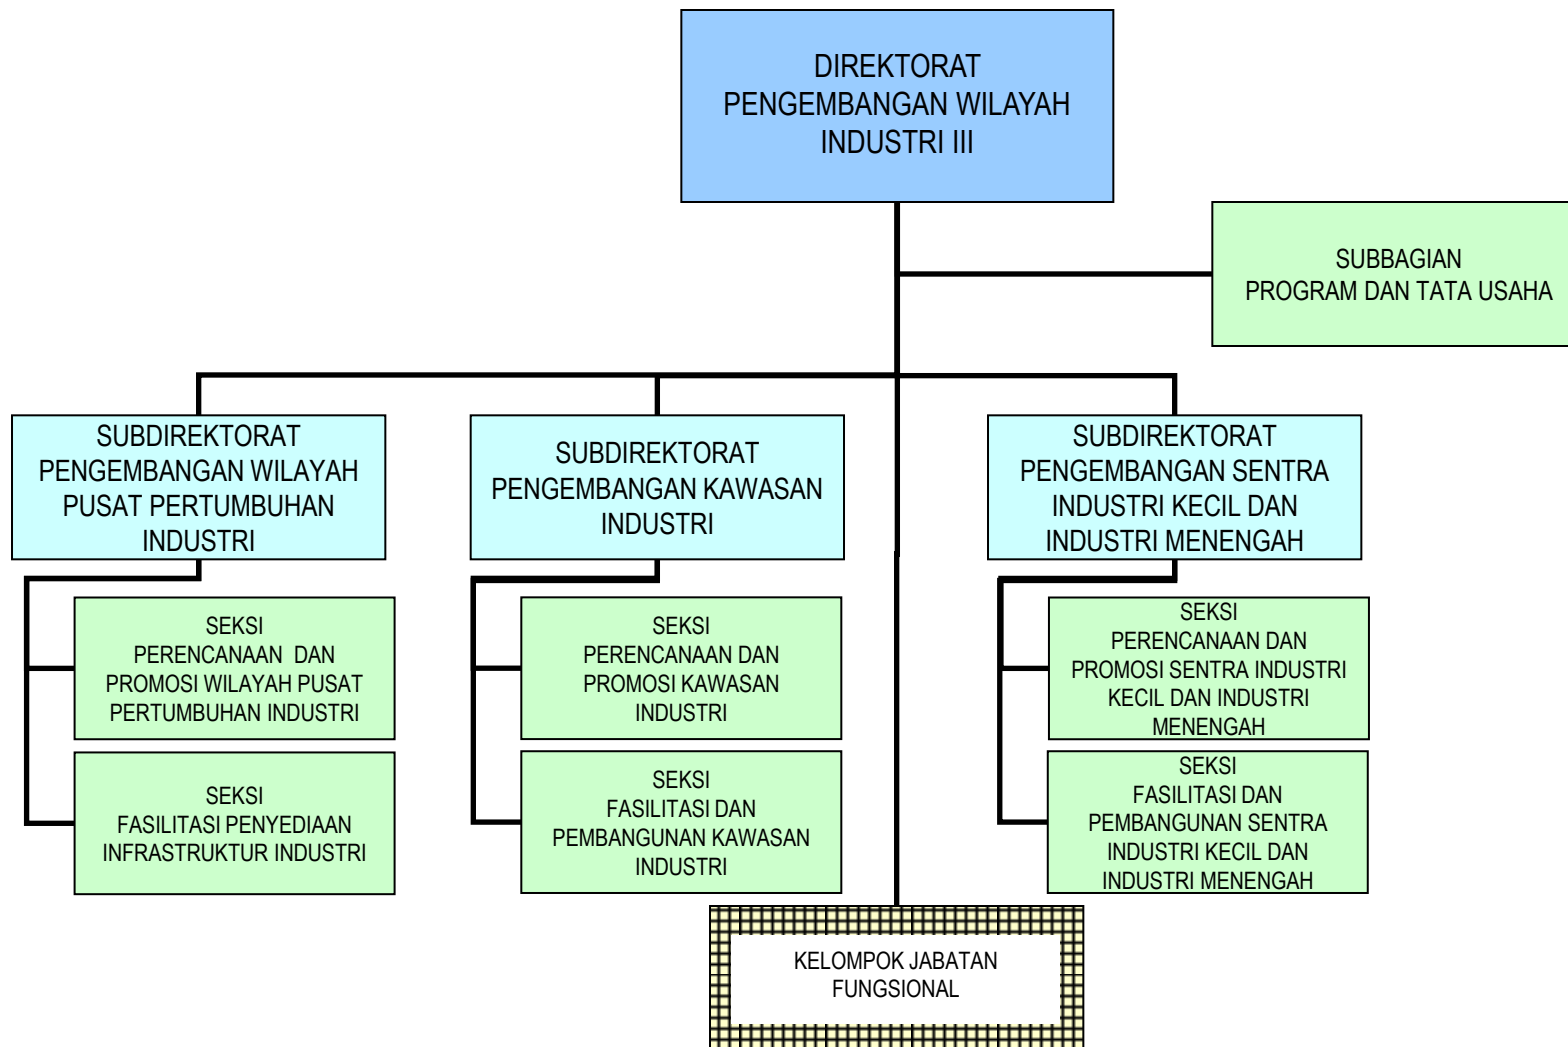 DIREKTORAT
PENGEMBANGAN WILAYAH
INDUSTRI III
SUBBAGIAN
PROGRAM DAN TATA USAHA
SUBDIREKTORAT
PENGEMBANGAN WILAYAH
PUSAT PERTUMBUHAN
INDUSTRI
SUBDIREKTORAT
PENGEMBANGAN KAWASAN
INDUSTRI
SUBDIREKTORAT
PENGEMBANGAN SENTRA
INDUSTRI KECIL DAN
INDUSTRI MENENGAH
SEKSI
PERENCANAAN DAN
PROMOSI WILAYAH PUSAT
PERTUMBUHAN INDUSTRI
SEKSI
PERENCANAAN DAN
PROMOSI KAWASAN
INDUSTRI
SEKSI
PERENCANAAN DAN
PROMOSI SENTRA INDUSTRI
KECIL DAN INDUSTRI
MENENGAH
SEKSI
FASILITASI PENYEDIAAN
INFRASTRUKTUR INDUSTRI
SEKSI
FASILITASI DAN
PEMBANGUNAN KAWASAN
INDUSTRI
SEKSI
FASILITASI DAN
PEMBANGUNAN SENTRA
INDUSTRI KECIL DAN
INDUSTRI MENENGAH
KELOMPOK JABATAN
FUNGSIONAL